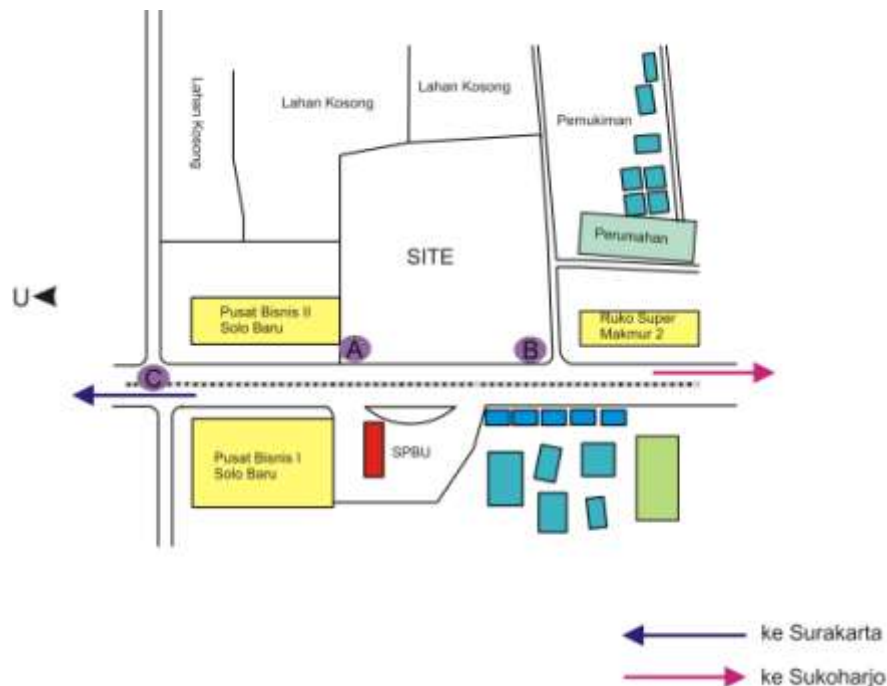 Lahan Kosong
Lahan Kosong
Lahan Kosong
Pemukiman
Perumahan
SITE
U
Pusat Bisnis II
Solo Baru
A
B
Ruko Super
Makmur 2
C
Pusat Bisnis I
Solo Baru
SPBU
ke Surakarta
ke Sukoharjo